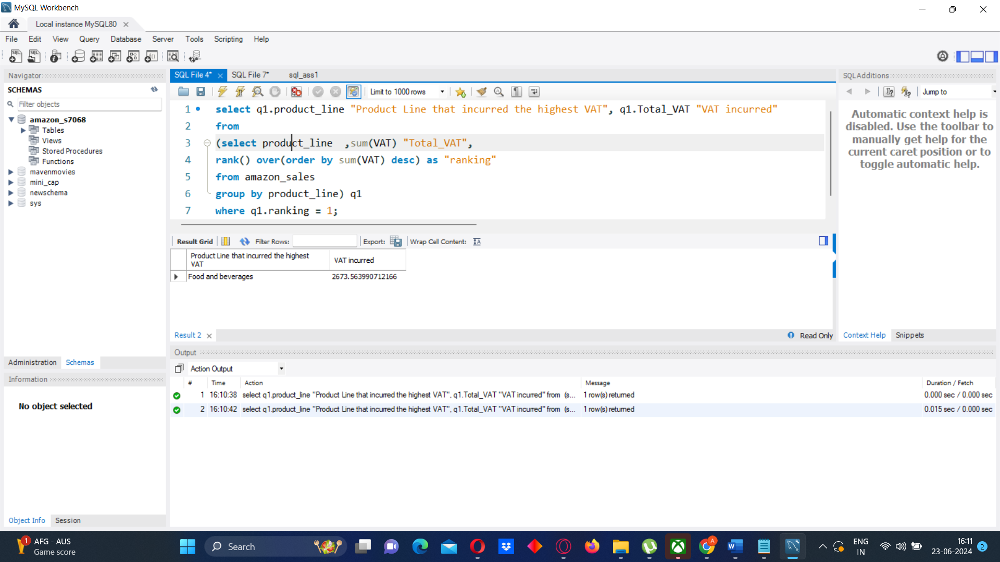 MySQL Workbench
Local instance MySQL80
File Edit View Query Database Server Tools Scripting Help
Navigator
SCHEMAS
Filter objects
amazon_s7068
Tables
Views
Stored Procedures
Functions
mavenmovies
mini_cap
newschema
sys
Administration Schemas
Information
No object selected
Object Info Session
SQL File 4* SQL File 7* sql_ass1
Limit to 1000 rows
1 select q1.product_line "Product Line that incurred the highest VAT", q1.Total_VAT "VAT incurred"
2 from
3 (select product_line ,sum(VAT) "Total_VAT",
4 rank() over(order by sum(VAT) desc) as "ranking"
5 from amazon_sales
6 group by product_line) q1
7 where q1.ranking = 1;
Result Grid Filter Rows: Export: Wrap Cell Content:
Product Line that incurred the highest
VAT
VAT incurred
Food and beverages 2673.563990712166
Result 2
Read Only
SQLAdditions
Jump to
Automatic context help is
disabled. Use the toolbar to
manually get help for the
current caret position or to
toggle automatic help.
Context Help Snippets
Output
Action Output
# Time Action Message Duration / Fetch
1 16:10:38 select q1.product_line "Product Line that incurred the highest VAT", q1.Total_VAT "VAT incurred" from (s... 1 row(s) returned 0.000 sec / 0.000 sec
2 16:10:42 select q1.product_line "Product Line that incurred the highest VAT", q1.Total_VAT "VAT incurred" from (s... 1 row(s) returned 0.015 sec / 0.000 sec
1
AFG - AUS
Game score
Search
A
ENG
IN
16:11
23-06-2024
2